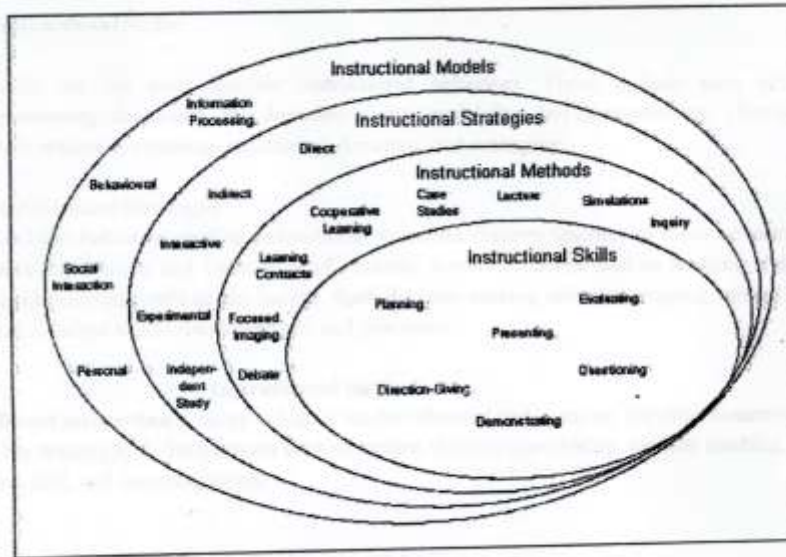 Instructional Models
Information
Processing.
Behavioural
Social
Interaction
Personal
Instructional Strategies
Direct
Indirect
Interactive
Experimental
Indepen-
dent
Study
Instructional Methods
Cooperative
Learning
Case
Studies
Lecture
Simulations
Inquiry
Learning
Contracts
Focused
Imaging.
Debate
Instructional Skills
Planning.
Evaluating.
Presenting.
Questioning
Direction-Giving
Demonstrating